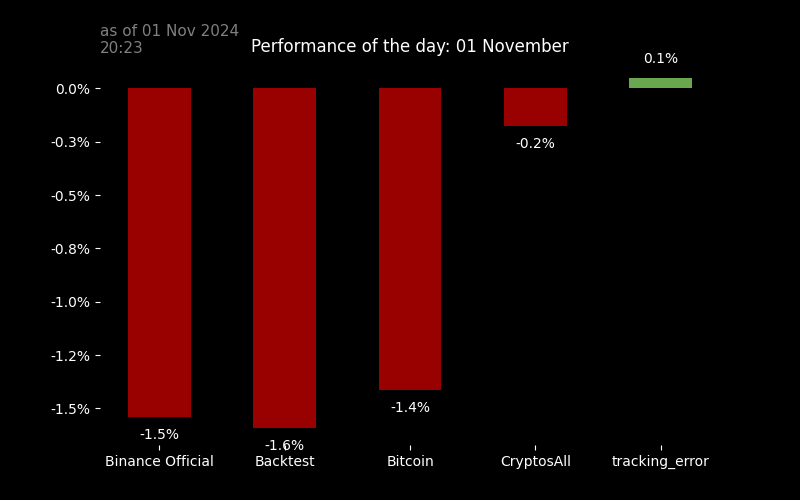 as of 01 Nov 2024
20:23
Performance of the day: 01 November
0.1%
0.0%
-0.3%
-0.2%
-0.5%
-0.8%
-1.0%
-1.2%
-1.5%
-1.4%
-1.5%
-1.6%
Binance Official
Backtest
Bitcoin
CryptosAll
tracking_error